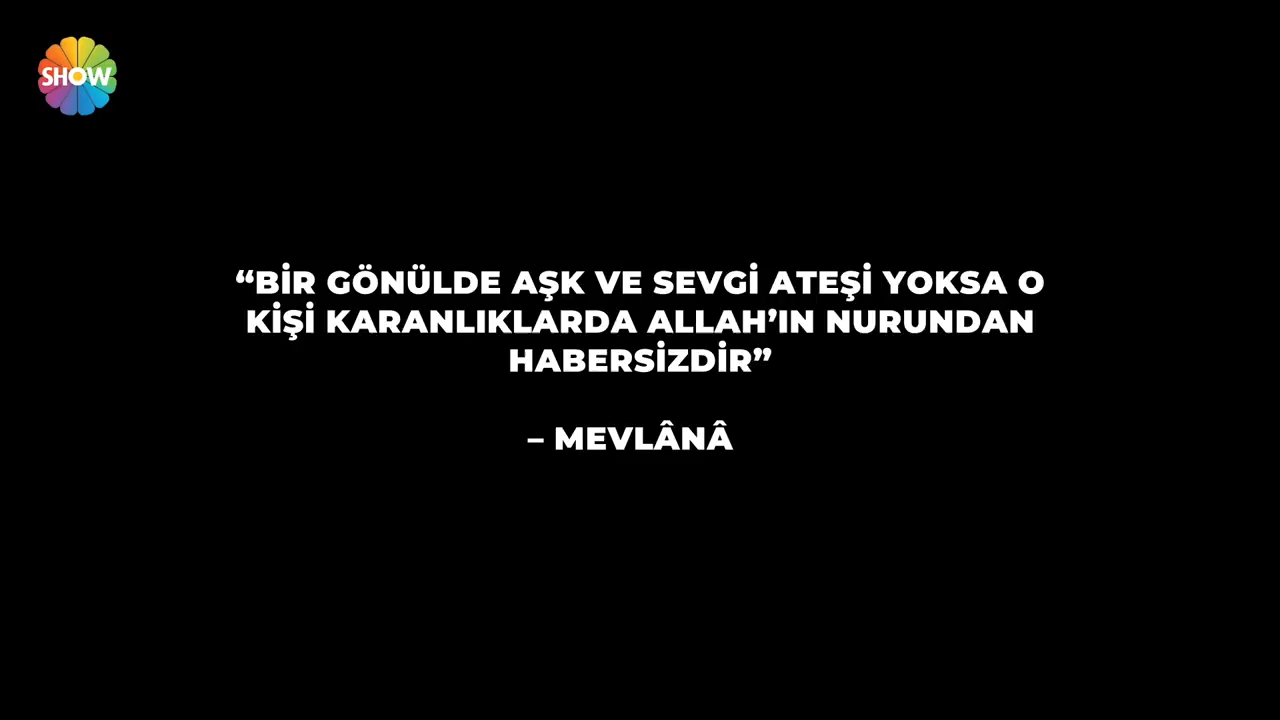 SHOW
“BİR GÖNÜLDE AŞK VE SEVGİ ATEŞİ YOKSA O
KİŞİ KARANLIKLARDA ALLAH’IN NURUNDAN
HABERSİZDİR”
– MEVLÂNÂ